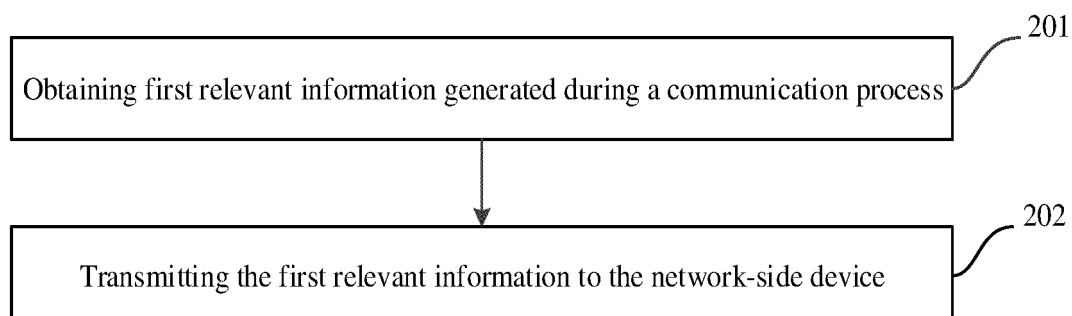 201
Obtaining first relevant information generated during a communication process
202
Transmitting the first relevant information to the network-side device